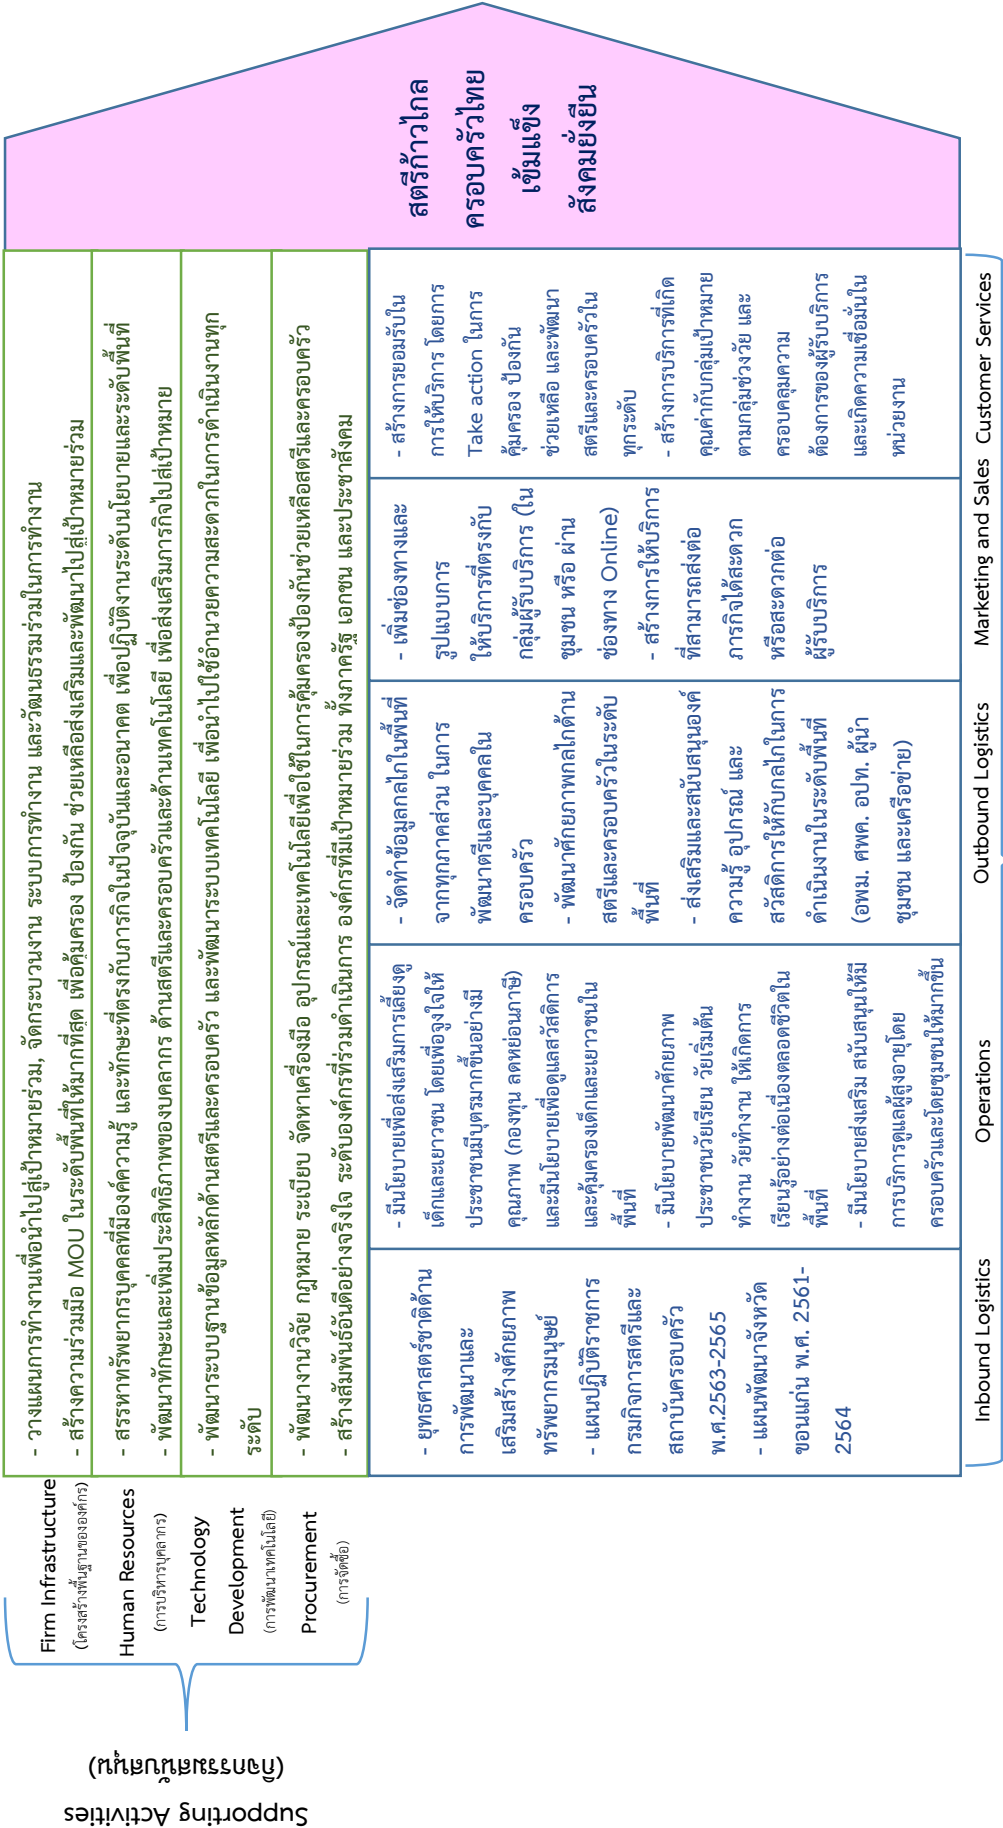 Supporting Activities
(กิจกรรมสนับสนุน)
Firm Infrastructure
(โครงสร้างพื้นฐานขององค์กร)
- วางแผนการทำงานเพื่อนำไปสู่เป้าหมายร่วม, จัดกระบวนงาน ระบบการทำงาน และวัฒนธรรมร่วมในการทำงาน
- สร้างความร่วมมือ MOU ในระดับพื้นที่ให้มากที่สุด เพื่อคุ้มครอง ป้องกัน ช่วยเหลือส่งเสริมและพัฒนาไปสู่เป้าหมายร่วม
Human Resources
(การบริหารบุคลากร)
- สรรหาทรัพยากรบุคคลที่มีองค์ความรู้ และทักษะที่ตรงกับภารกิจในปัจจุบันและอนาคต เพื่อปฏิบัติงานระดับนโยบายและระดับพื้นที่
- พัฒนาทักษะและเพิ่มประสิทธิภาพของบุคลากร ด้านสตรีและครอบครัวและด้านเทคโนโลยี เพื่อส่งเสริมภารกิจไปสู่เป้าหมาย
Technology
Development
(การพัฒนาเทคโนโลยี)
- พัฒนาระบบฐานข้อมูลหลักด้านสตรีและครอบครัว และพัฒนาระบบเทคโนโลยี เพื่อนำไปใช้อำนวยความสะดวกในการดำเนินงานทุก
ระดับ
Procurement
(การจัดซื้อ)
- พัฒนางานวิจัย กฎหมาย ระเบียบ จัดหาเครื่องมือ อุปกรณ์และเทคโนโลยีเพื่อใช้ในการคุ้มครองป้องกันช่วยเหลือสตรีและครอบครัว
- สร้างสัมพันธ์อันดีอย่างจริงใจ ระดับองค์กรที่ร่วมดำเนินการ องค์กรที่มีเป้าหมายร่วม ทั้งภาครัฐ เอกชน และประชาสังคม
- ยุทธศาสตร์ชาติด้าน
การพัฒนาและ
เสริมสร้างศักยภาพ
ทรัพยากรมนุษย์
- แผนปฏิบัติราชการ
กรมกิจการสตรีและ
สถาบันครอบครัว
พ.ศ.2563-2565
- แผนพัฒนาจังหวัด
ขอนแก่น พ.ศ. 2561-
2564
- มีนโยบายเพื่อส่งเสริมการเลี้ยงดู
เด็กและเยาวชน โดยเพื่อจูงใจให้
ประชาชนมีบุตรมากขึ้นอย่างมี
คุณภาพ (กองทุน ลดหย่อนภาษี)
และมีนโยบายเพื่อดูแลสวัสดิการ
และคุ้มครองเด็กและเยาวชนใน
พื้นที่
- มีนโยบายพัฒนาศักยภาพ
ประชาชนวัยเรียน วัยเริ่มต้น
ทำงาน วัยทำงาน ให้เกิดการ
เรียนรู้อย่างต่อเนื่องตลอดชีวิตใน
พื้นที่
- มีนโยบายส่งเสริม สนับสนุนให้มี
การบริการดูแลผู้สูงอายุโดย
ครอบครัวและโดยชุมชนให้มากขึ้น
- จัดทำข้อมูลกลไกในพื้นที่
จากทุกภาคส่วน ในการ
พัฒนาตรีและบุคคลใน
ครอบครัว
- พัฒนาศักยภาพกลไกด้าน
สตรีและครอบครัวในระดับ
พื้นที่
- ส่งเสริมและสนับสนุนองค์
ความรู้ อุปกรณ์ และ
สวัสดิการให้กับกลไกในการ
ดำเนินงานในระดับพื้นที่
(อพม. ศพค. อปท. ผู้นำ
ชุมชน และเครือข่าย)
- เพิ่มช่องทางและ
รูปแบบการ
ให้บริการที่ตรงกับ
กลุ่มผู้รับบริการ (ใน
ชุมชน หรือ ผ่าน
ช่องทาง Online)
- สร้างการให้บริการ
ที่สามารถส่งต่อ
ภารกิจได้สะดวก
หรือสะดวกต่อ
ผู้รับบริการ
- สร้างการยอมรับใน
การให้บริการ โดยการ
Take action ในการ
คุ้มครอง ป้องกัน
ช่วยเหลือ และพัฒนา
สตรีและครอบครัวใน
ทุกระดับ
- สร้างการบริการที่เกิด
คุณค่ากับกลุ่มเป้าหมาย
ตามกลุ่มช่วงวัย และ
ครอบคลุมความ
ต้องการของผู้รับบริการ
และเกิดความเชื่อมั่นใน
หน่วยงาน
สตรีก้าวไกล
ครอบครัวไทย
เข้มแข็ง
สังคมยั่งยืน
Inbound Logistics
Operations
Outbound Logistics
Marketing and Sales
Customer Services